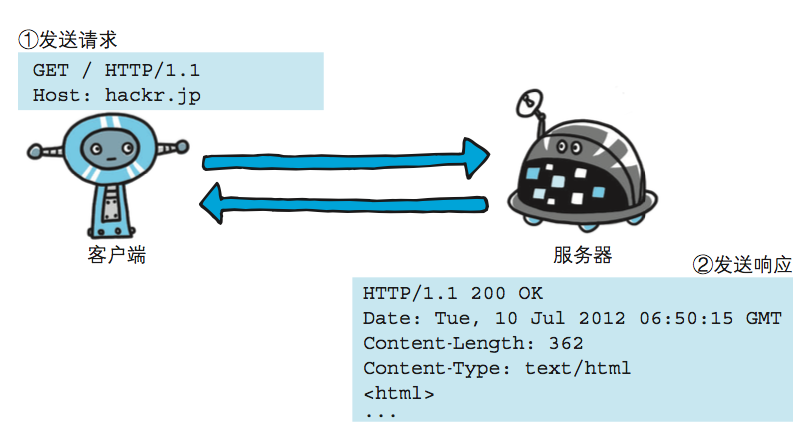 ①发送请求
GET / HTTP/1.1
Host: hackr.jp
客户端
服务器
②发送响应
HTTP/1.1 200 OK
Date: Tue, 10 Jul 2012 06:50:15 GMT
Content-Length: 362
Content-Type: text/html
<html>
...